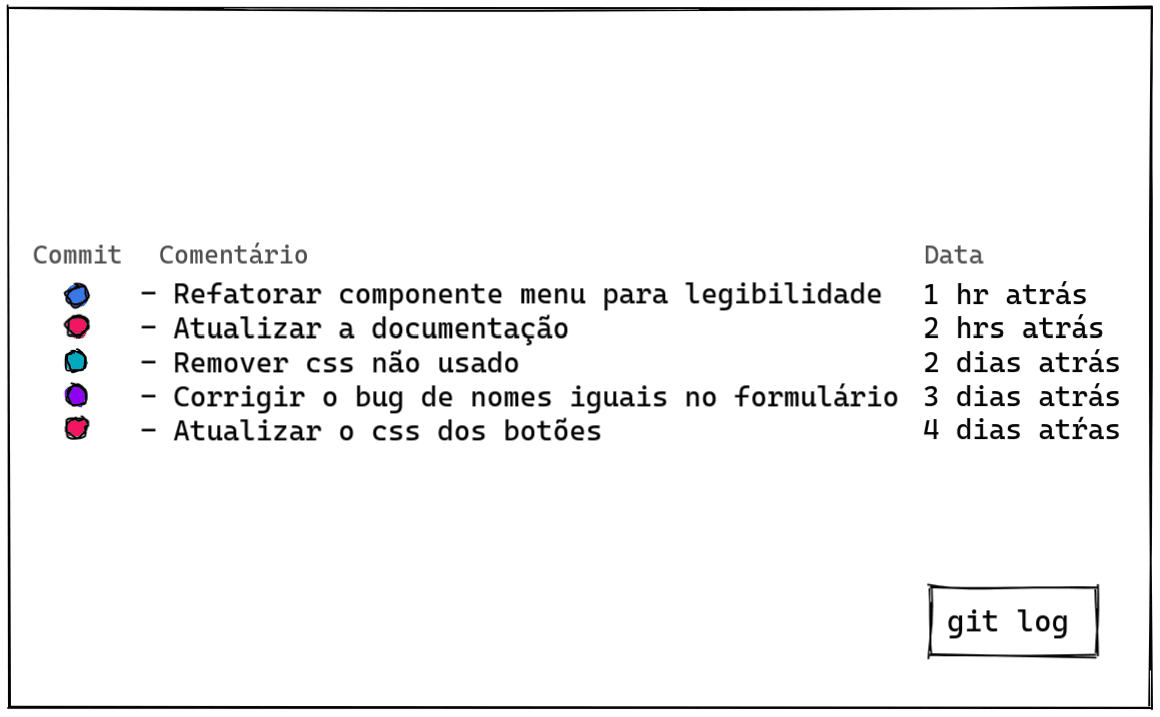 Commit Comentário Data
– Refatorar componente menu para legibilidade 1 hr atrás
– Atualizar a documentação 2 hrs atrás
– Remover css não usado 2 dias atrás
– Corrigir o bug de nomes iguais no formulário 3 dias atrás
– Atualizar o css dos botões 4 dias atŕas
git log